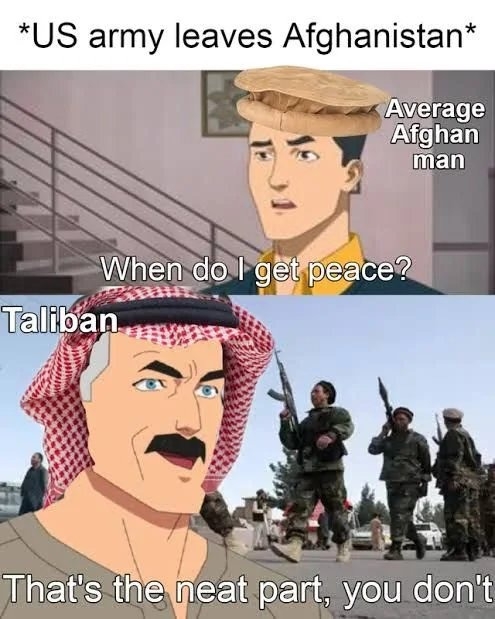 *US army leaves Afghanistan*
Average
Afghan
man
When do I get peace?
Taliban
That's the neat part, you don't